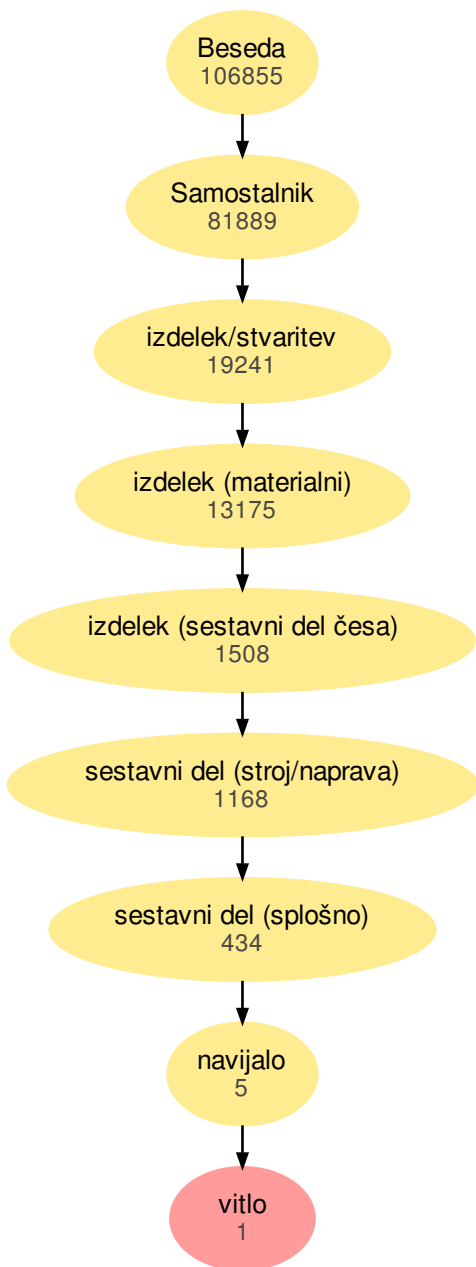 Beseda
106855
Samostalnik
81889
izdelek/stvaritev
19241
izdelek (materialni)
13175
izdelek (sestavni del česa)
1508
sestavni del (stroj/naprava)
1168
sestavni del (splošno)
434
navijalo
5
vitlo
1